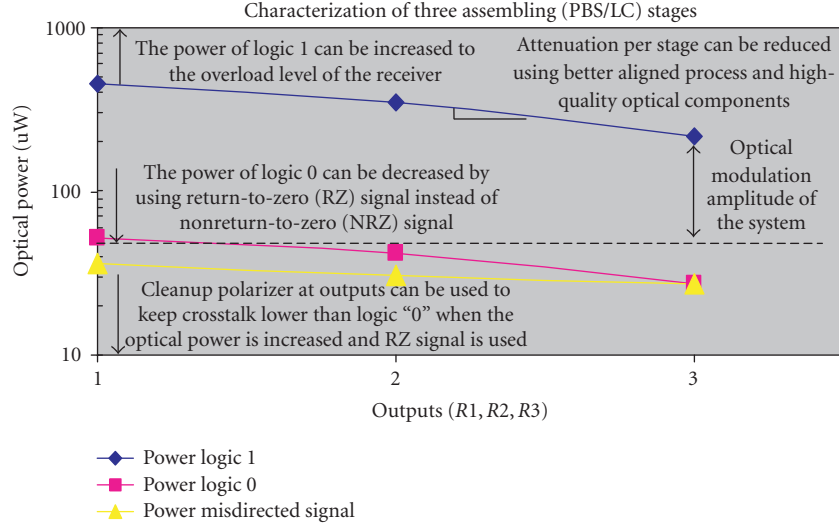 Characterization of three assembling (PBS/LC) stages
1000
100
10
Optical power (uW)
The power of logic 1 can be increased to
the overload level of the receiver
Attenuation per stage can be reduced
using better aligned process and high-
quality optical components
The power of logic 0 can be decreased by
using return-to-zero (RZ) signal instead of
nonreturn-to-zero (NRZ) signal
Optical
modulation
amplitude of
the system
Cleanup polarizer at outputs can be used to
keep crosstalk lower than logic “0” when the
optical power is increased and RZ signal is used
1
2
3
Outputs (R1, R2, R3)
Power logic 1
Power logic 0
Power misdirected signal